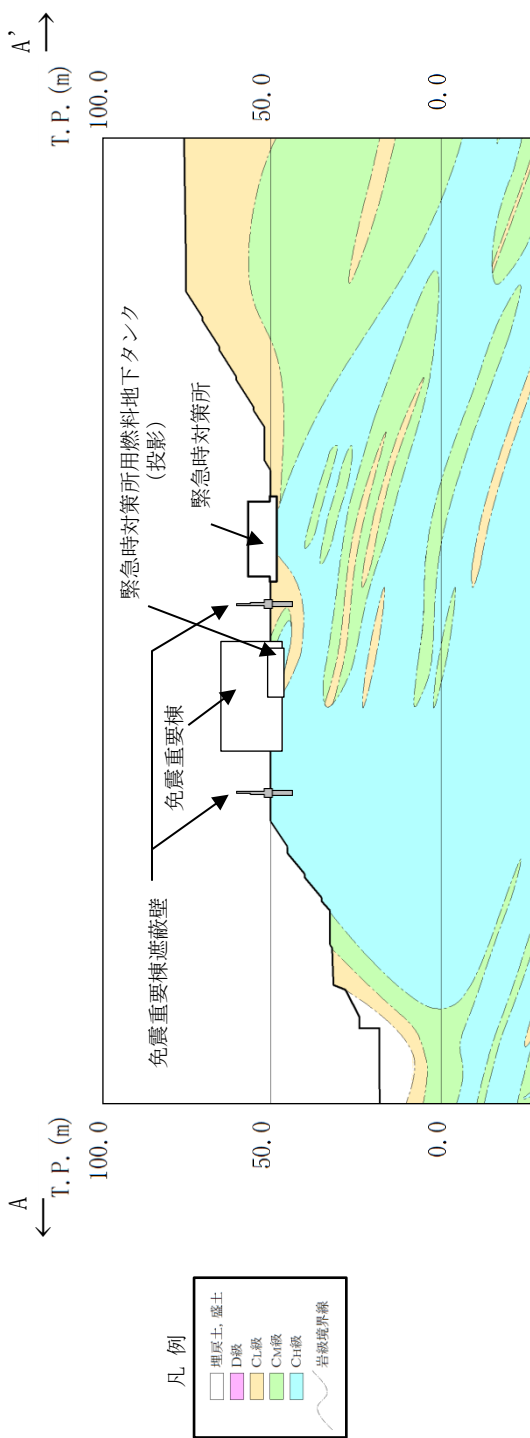 A
A'
T.P.(m)
T.P.(m)
100.0
100.0
50.0
50.0
0.0
0.0
免震重要棟遮蔽壁
免震重要棟
緊急時対策所用燃料地下タンク
(投影)
緊急時対策所
凡 例
埋戻土,盛土
D級
CL級
CM級
CH級
岩級境界線